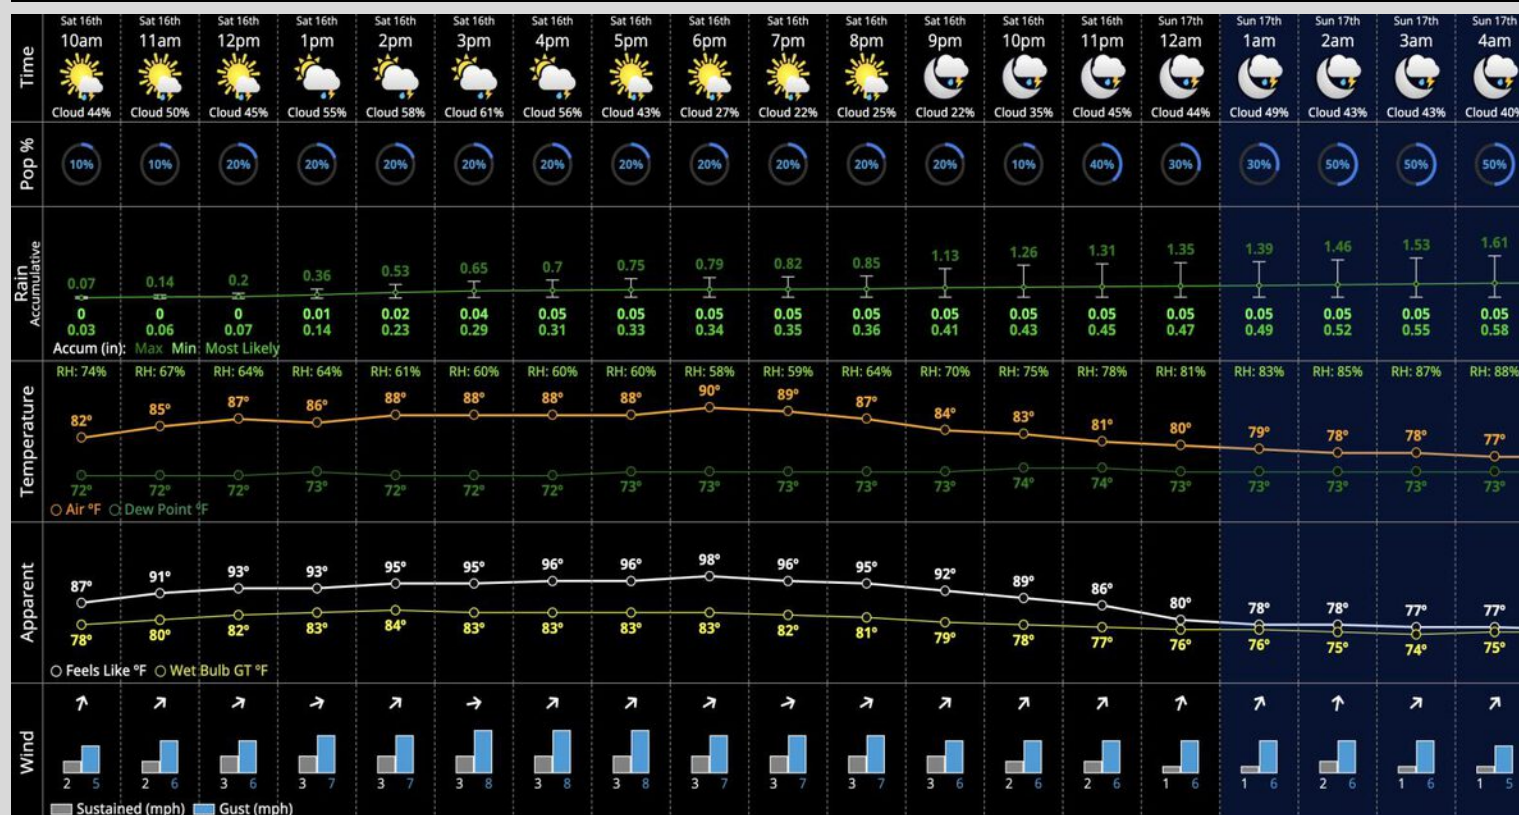 Sat 16th Sat 16th Sat 16th Sat 16th Sat 16th Sat 16th Sat 16th Sat 16th Sat 16th Sat 16th Sat 16th Sat 16th Sat 16th Sat 16th Sun 17th Sun 17th Sun 17th Sun 17th Sun 17th
Time
10am 11am 12pm 1pm 2pm 3pm 4pm 5pm 6pm 7pm 8pm 9pm 10pm 11pm 12am 1am 2am 3am 4am
Cloud 44% Cloud 50% Cloud 45% Cloud 55% Cloud 58% Cloud 61% Cloud 56% Cloud 43% Cloud 27% Cloud 22% Cloud 25% Cloud 22% Cloud 35% Cloud 45% Cloud 44% Cloud 49% Cloud 43% Cloud 43% Cloud 40%
Pop %
10% 10% 20% 20% 20% 20% 20% 20% 20% 20% 20% 20% 10% 40% 30% 30% 50% 50% 50%
Rain
Accumulative
0.07 0.14 0.2 0.36 0.53 0.65 0.7 0.75 0.79 0.82 0.85 1.13 1.26 1.31 1.35 1.39 1.46 1.53 1.61
0 0 0 0.01 0.02 0.04 0.05 0.05 0.05 0.05 0.05 0.05 0.05 0.05 0.05 0.05 0.05 0.05 0.05
0.03 0.06 0.07 0.14 0.23 0.29 0.31 0.33 0.34 0.35 0.36 0.41 0.43 0.45 0.47 0.49 0.52 0.55 0.58
Accum (in): Max Min Most Likely
Temperature
RH: 74% RH: 67% RH: 64% RH: 64% RH: 61% RH: 60% RH: 60% RH: 60% RH: 58% RH: 59% RH: 64% RH: 70% RH: 75% RH: 78% RH: 81% RH: 83% RH: 85% RH: 87% RH: 88%
82° 85° 87° 86° 88° 88° 88° 88° 90° 89° 87° 84° 83° 81° 80° 79° 78° 78° 77°
72° 72° 72° 73° 72° 72° 72° 73° 73° 73° 73° 73° 74° 74° 73° 73° 73° 73° 73°
Air °F Dew Point °F
Apparent
87° 91° 93° 93° 95° 95° 96° 96° 98° 96° 95° 92° 89° 86° 80° 78° 78° 77° 77°
78° 80° 82° 83° 84° 83° 83° 83° 83° 82° 81° 79° 78° 77° 76° 76° 75° 74° 75°
Feels Like °F Wet Bulb GT °F
Wind
2 5 2 6 3 6 3 7 3 7 3 8 3 8 3 8 3 7 3 7 3 7 3 6 2 6 2 6 1 6 1 6 2 6 1 6 1 5
Sustained (mph) Gust (mph)